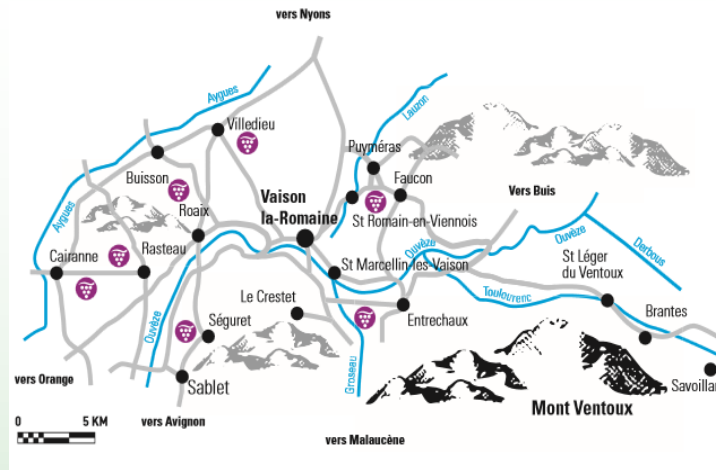 vers Nyons
Aygues
Lauzon
Villedieu
Puyméras
Buisson
Faucon
Vers Buis
Vaison
la-Romaine
Roaix
St Romain-en-Viennois
Aygues
Cairanne
Rasteau
Ouvèze
Ouvèze
St Léger
du Ventoux
Derbous
St Marcellin-les-Vaison
Toulourenc
Le Crestet
Entrechaux
Brantes
Ouvèze
Séguret
Groseau
vers Orange
Sablet
Savoillan
Mont Ventoux
0 5 KM
vers Avignon
vers Malaucène